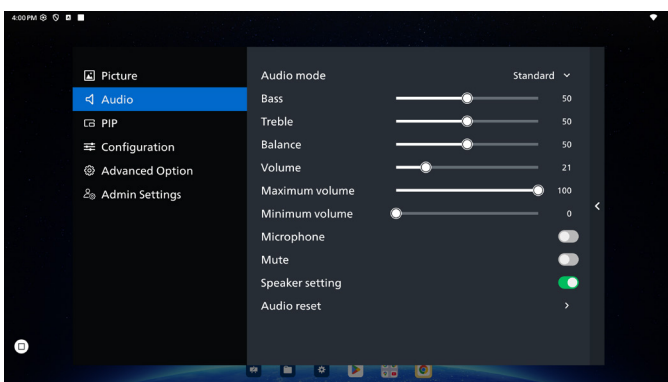 4:00 PM
Picture
Audio
PIP
Configuration
Advanced Option
Admin Settings
Audio mode Standard
Bass 50
Treble 50
Balance 50
Volume 21
Maximum volume 100
Minimum volume 0
Microphone
Mute
Speaker setting
Audio reset